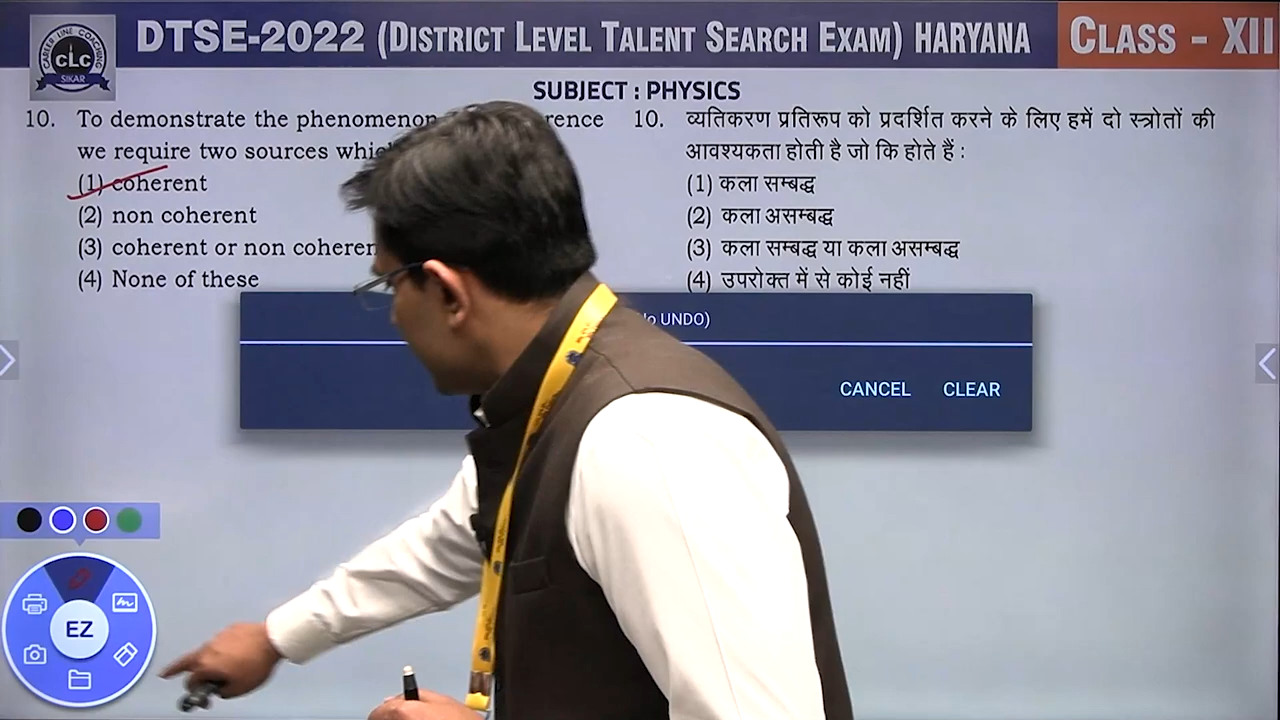 CAREER LINE COACHING
CLC
SIKAR
DTSE-2022 (DISTRICT LEVEL TALENT SEARCH EXAM) HARYANA
CLASS - XII
SUBJECT : PHYSICS
10. To demonstrate the phenomenon
we require two sources
(1) coherent
(2) non coherent
(3) coherent or non
(4) None of these
10. व्यतिकरण प्रतिरूप को प्रदर्शित करने के लिए हमें दो स्त्रोतों की
आवश्यकता होती है जो कि होते हैं :
(1) कला सम्बद्ध
(2) कला असम्बद्ध
(3) कला सम्बद्ध या कला असम्बद्ध
(4) उपरोक्त में से कोई नहीं
UNDO)
CANCEL CLEAR
EZ